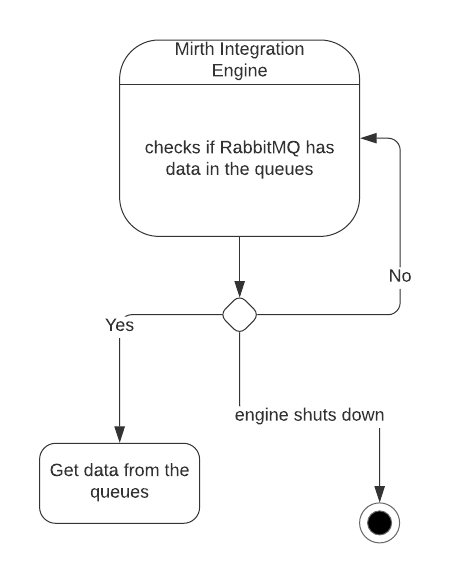 Mirth Integration
Engine
checks if RabbitMQ has
data in the queues
No
Yes
engine shuts down
Get data from the
queues